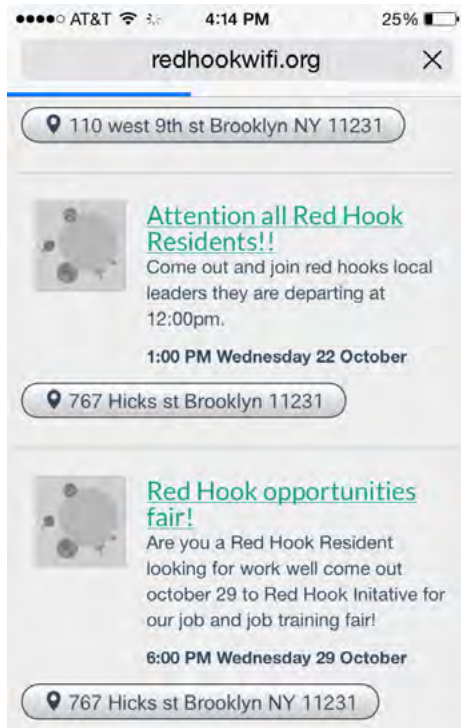 AT&T 4:14 PM 25%
redhookwifi.org
110 west 9th st Brooklyn NY 11231
Attention all Red Hook
Residents!!
Come out and join red hooks local
leaders they are departing at
12:00pm.
1:00 PM Wednesday 22 October
767 Hicks st Brooklyn 11231
Red Hook opportunities
fair!
Are you a Red Hook Resident
looking for work well come out
october 29 to Red Hook Initative for
our job and job training fair!
6:00 PM Wednesday 29 October
767 Hicks st Brooklyn NY 11231